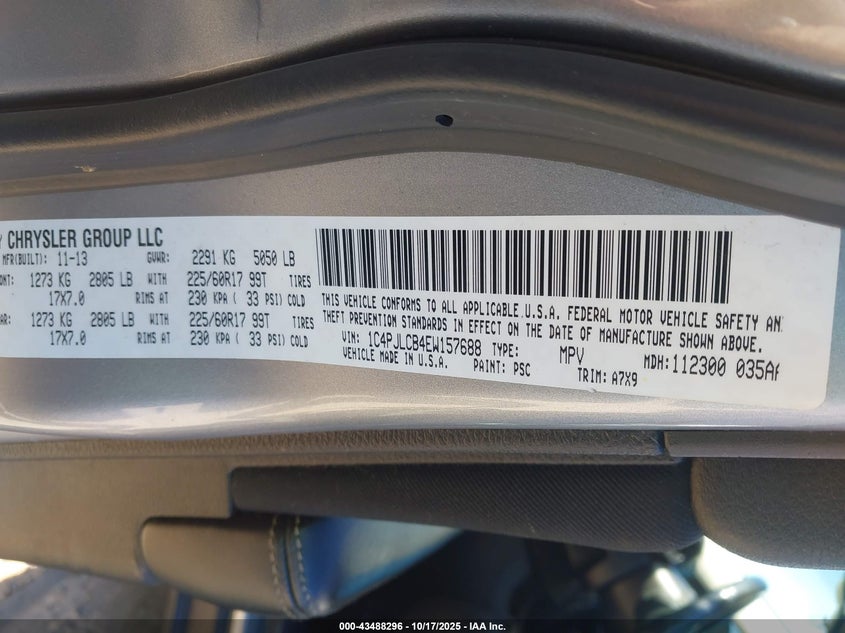 CHRYSLER GROUP LLC
MFR(BUILT): 11-13 GVWR: 2291 KG 5050 LB
1273 KG 2805 LB WITH 225/60R17 99T TIRES
17X7.0 RIMS AT 230 KPA ( 33 PSI) COLD
1273 KG 2805 LB WITH 225/60R17 99T TIRES
17X7.0 RIMS AT 230 KPA ( 33 PSI) COLD
THIS VEHICLE CONFORMS TO ALL APPLICABLE U.S.A. FEDERAL MOTOR VEHICLE SAFETY AN
THEFT PREVENTION STANDARDS IN EFFECT ON THE DATE OF MANUFACTURE SHOWN ABOVE.
VIN: 1C4PJLCB4EW157688 TYPE: MPV MDH: 112300 035A
VEHICLE MADE IN U.S.A. PAINT: PSC TRIM: A7X9
000-43488296 - 10/17/2025 - IAA Inc.